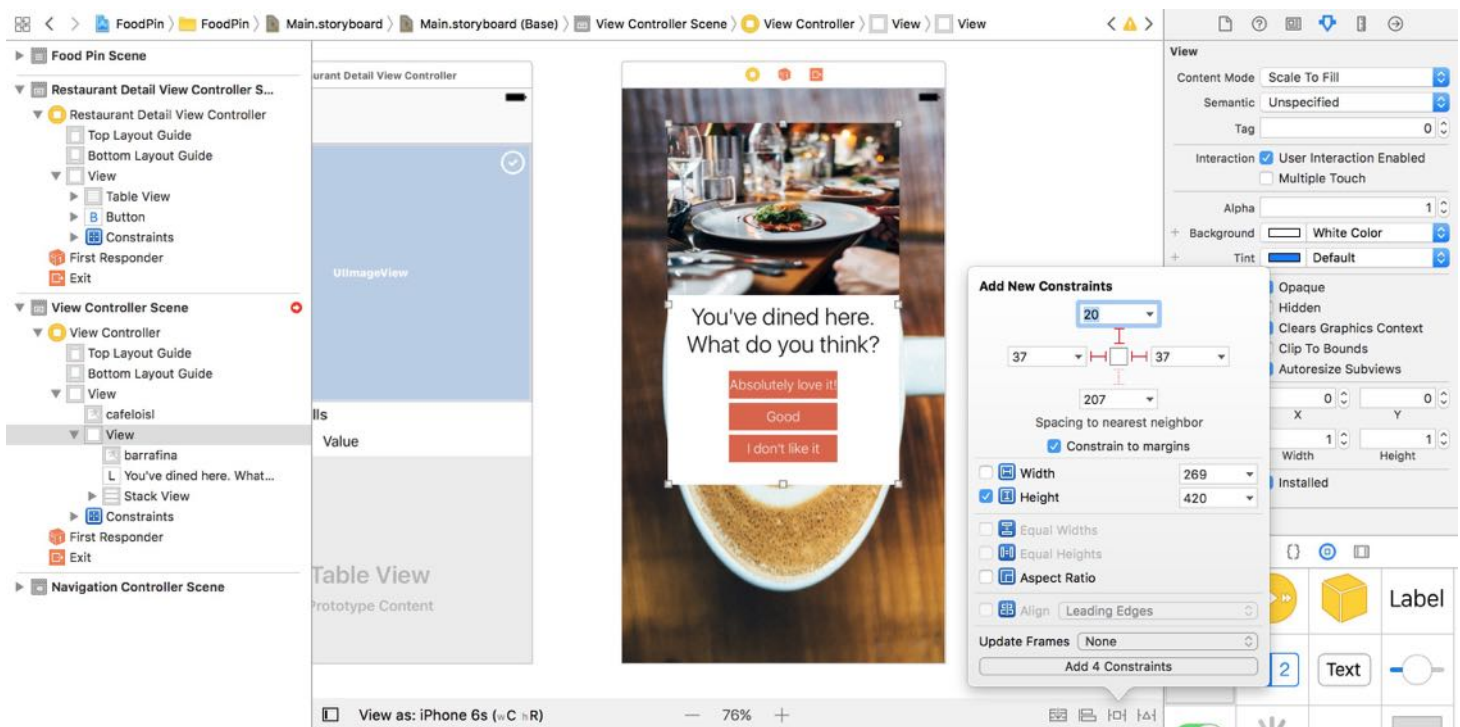 FoodPin FoodPin Main.storyboard Main.storyboard (Base) View Controller Scene View Controller View View
Food Pin Scene
Restaurant Detail View Controller S...
Restaurant Detail View Controller
Top Layout Guide
Bottom Layout Guide
View
Table View
B Button
Constraints
First Responder
Exit
View Controller Scene
View Controller
Top Layout Guide
Bottom Layout Guide
View
cafeloisl
View
barrafina
L You've dined here. What...
Stack View
Constraints
First Responder
Exit
Navigation Controller Scene
urant Detail View Controller
UIImageView
lls
Value
Table View
Prototype Content
You've dined here.
What do you think?
Absolutely love it!
Good
I don't like it
View as: iPhone 6s (wC hR)
— 76% +
Add New Constraints
20
37 37
207
Spacing to nearest neighbor
Constrain to margins
Width 269
Height 420
Equal Widths
Equal Heights
Aspect Ratio
Align Leading Edges
Update Frames None
Add 4 Constraints
View
Content Mode Scale To Fill
Semantic Unspecified
Tag 0
Interaction User Interaction Enabled
Multiple Touch
Alpha 1
+ Background White Color
+ Tint Default
Opaque
Hidden
Clears Graphics Context
Clip To Bounds
Autoresize Subviews
0 0
X Y
1 1
Width Height
Installed
{}
Label
2 Text